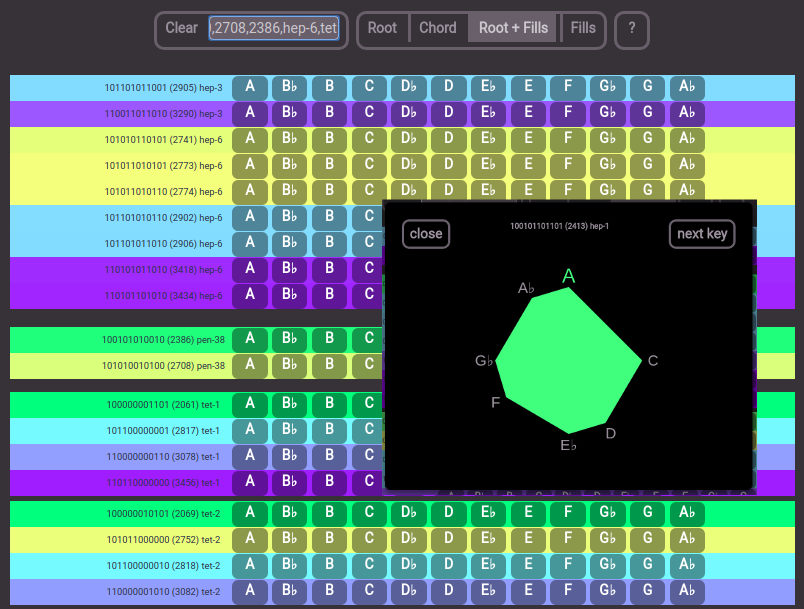 Clear ,2708,2386,hep-6,tet Root Chord Root + Fills Fills ?
101101011001 (2905) hep-3 A B♭ B C D♭ D E♭ E F G♭ G A♭
110011011010 (3290) hep-3 A B♭ B C D♭ D E♭ E F G♭ G A♭
101010110101 (2741) hep-6 A B♭ B C D♭ D E♭ E F G♭ G A♭
101011010101 (2773) hep-6 A B♭ B C D♭ D E♭ E F G♭ G A♭
101011010110 (2774) hep-6 A B♭ B C D♭ D E♭ E F G♭ G A♭
101101010110 (2902) hep-6 A B♭ B C
101101011010 (2906) hep-6 A B♭ B C
110101011010 (3418) hep-6 A B♭ B C
110101101010 (3434) hep-6 A B♭ B C
100101010010 (2386) pen-38 A B♭ B C
101010010100 (2708) pen-38 A B♭ B C
100000001101 (2061) tet-1 A B♭ B C
101100000001 (2817) tet-1 A B♭ B C
110000000110 (3078) tet-1 A B♭ B C
110110000000 (3456) tet-1 A B♭ B C
100000010101 (2069) tet-2 A B♭ B C D♭ D E♭ E F G♭ G A♭
101011000000 (2752) tet-2 A B♭ B C D♭ D E♭ E F G♭ G A♭
101100000010 (2818) tet-2 A B♭ B C D♭ D E♭ E F G♭ G A♭
110000001010 (3082) tet-2 A B♭ B C D♭ D E♭ E F G♭ G A♭
close 100101101101 (2413) hep-1 next key
A
A♭
G♭ C
F
D
E♭